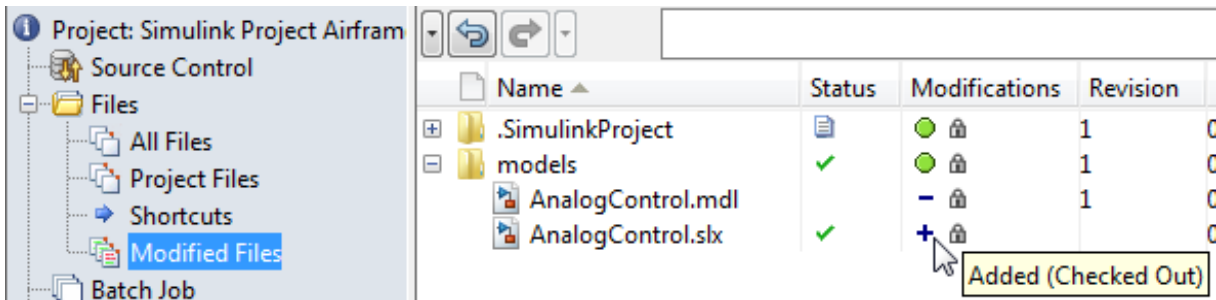 Project: Simulink Project Airfram
Source Control
Files
All Files
Project Files
Shortcuts
Modified Files
Batch Job
Name Status Modifications Revision
.SimulinkProject 1
models 1
AnalogControl.mdl 1
AnalogControl.slx
Added (Checked Out)